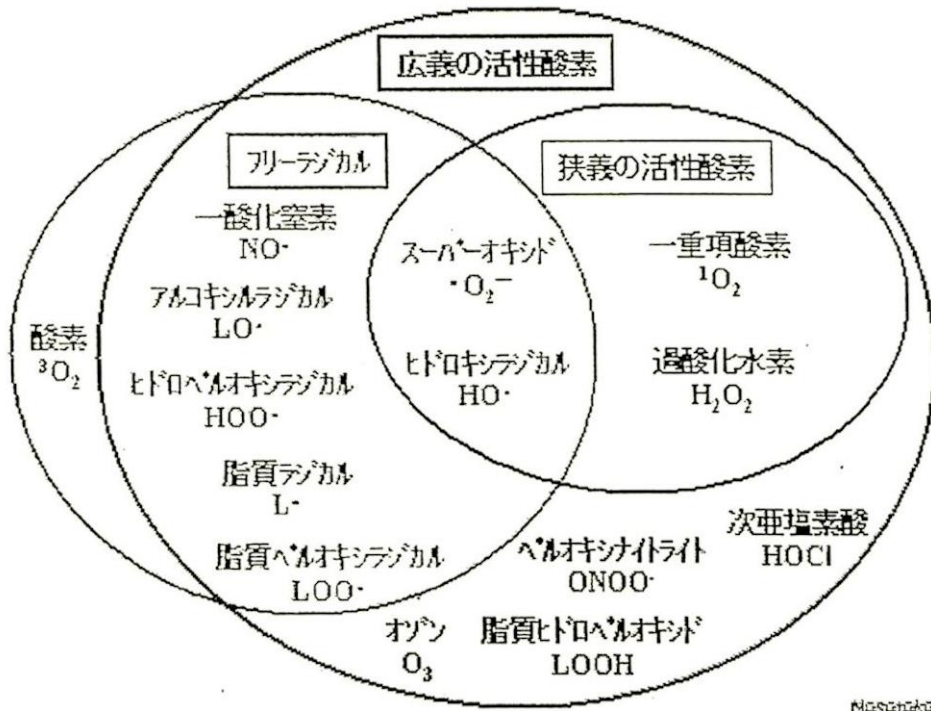 広義の活性酸素
フリーラジカル
狭義の活性酸素
一酸化窒素
NO·
アルコキシルラジカル
LO·
ヒドロペルオキシラジカル
HOO·
脂質ラジカル
L·
脂質ペルオキシラジカル
LOO·
酸素
³O₂
スーパーオキシド
·O₂⁻
ヒドロキシラジカル
HO·
一重項酸素
¹O₂
過酸化水素
H₂O₂
次亜塩素酸
HOCl
ペルオキシナイトライト
ONOO⁻
オゾン
O₃
脂質ヒドロペルオキシド
LOOH